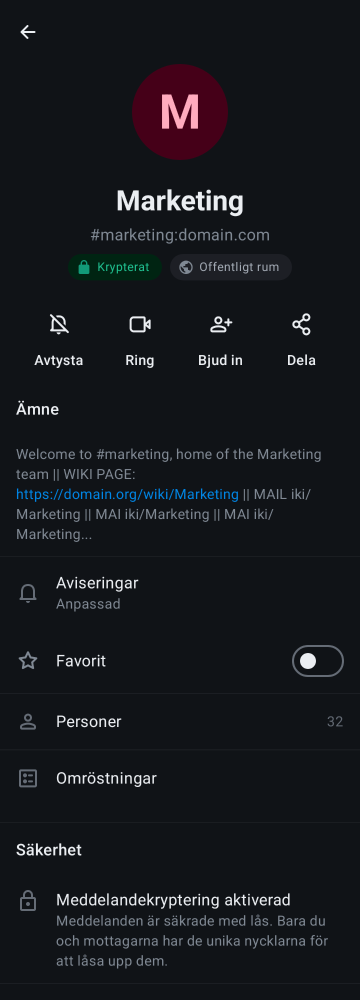 M
Marketing
#marketing:domain.com
Krypterat
Offentligt rum
Avtysta
Ring
Bjud in
Dela
Ämne
Welcome to #marketing, home of the Marketing
team || WIKI PAGE:
https://domain.org/wiki/Marketing || MAIL iki/
Marketing || MAI iki/Marketing || MAI iki/
Marketing...
Aviseringar
Anpassad
Favorit
Personer 32
Omröstningar
Säkerhet
Meddelandekryptering aktiverad
Meddelanden är säkrade med lås. Bara du
och mottagarna har de unika nycklarna för
att låsa upp dem.